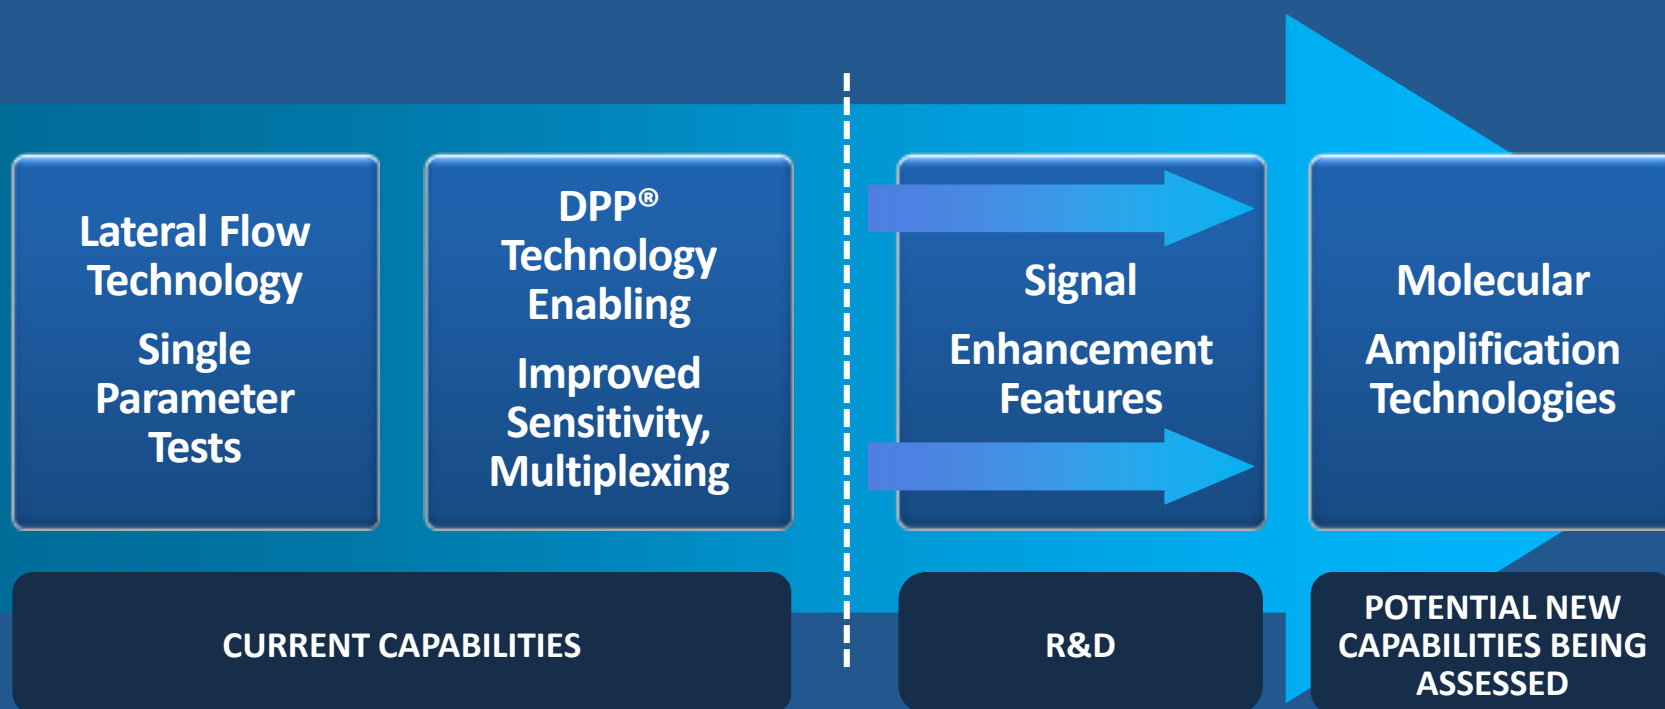 Lateral Flow
Technology
Single
Parameter
Tests
DPP®
Technology
Enabling
Improved
Sensitivity,
Multiplexing
Signal
Enhancement
Features
Molecular
Amplification
Technologies
CURRENT CAPABILITIES
R&D
POTENTIAL NEW
CAPABILITIES BEING
ASSESSED